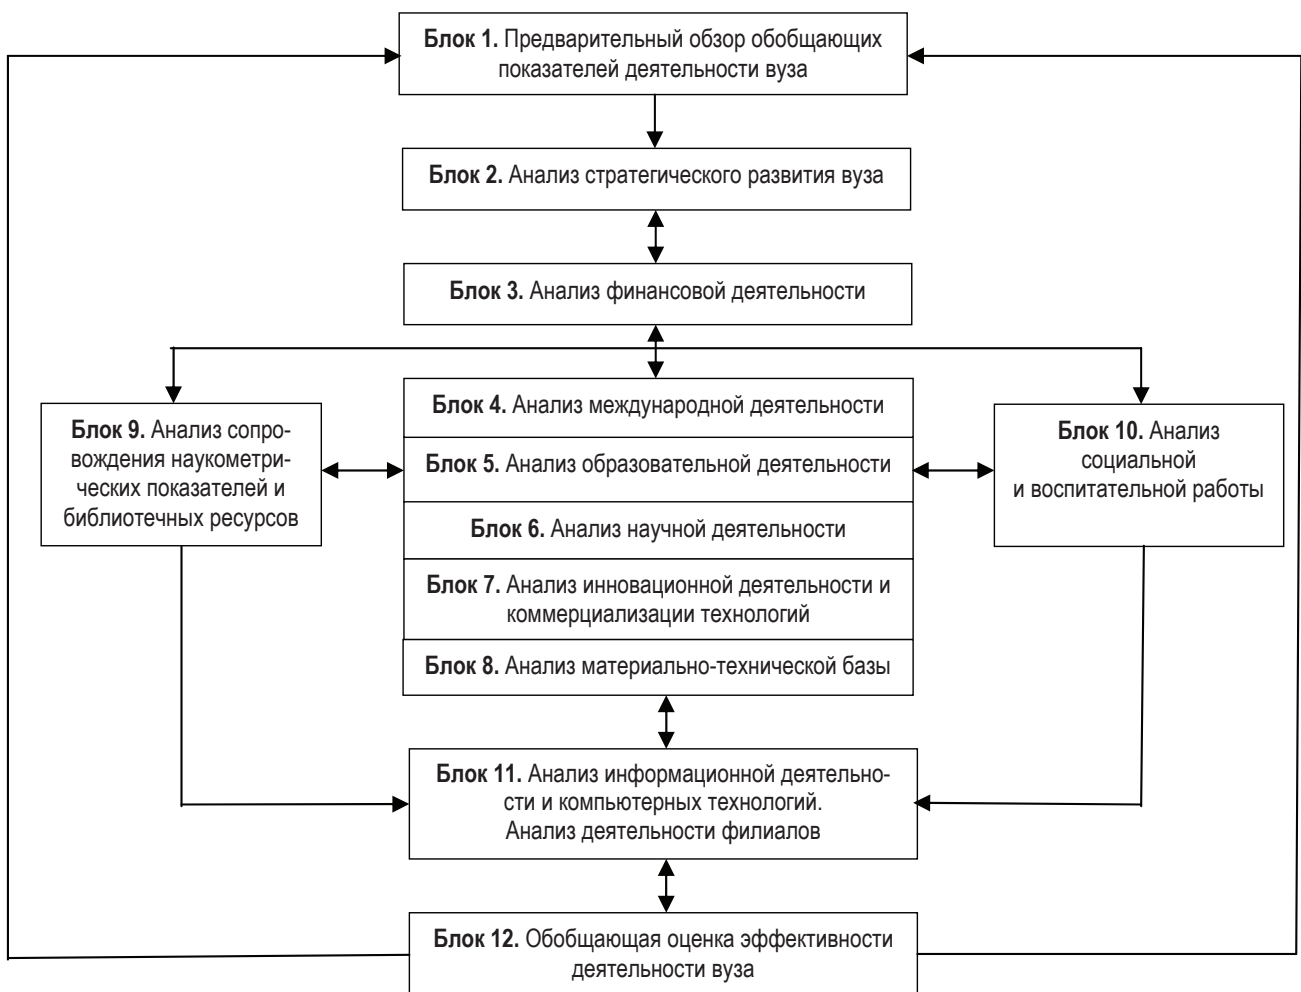 Блок 1. Предварительный обзор обобщающих
показателей деятельности вуза
Блок 2. Анализ стратегического развития вуза
Блок 3. Анализ финансовой деятельности
Блок 4. Анализ международной деятельности
Блок 9. Анализ сопро-
вождения наукометри-
ческих показателей и
библиотечных ресурсов
Блок 5. Анализ образовательной деятельности
Блок 10. Анализ
социальной
и воспитательной работы
Блок 6. Анализ научной деятельности
Блок 7. Анализ инновационной деятельности и
коммерциализации технологий
Блок 8. Анализ материально-технической базы
Блок 11. Анализ информационной деятельно-
сти и компьютерных технологий.
Анализ деятельности филиалов
Блок 12. Обобщающая оценка эффективности
деятельности вуза